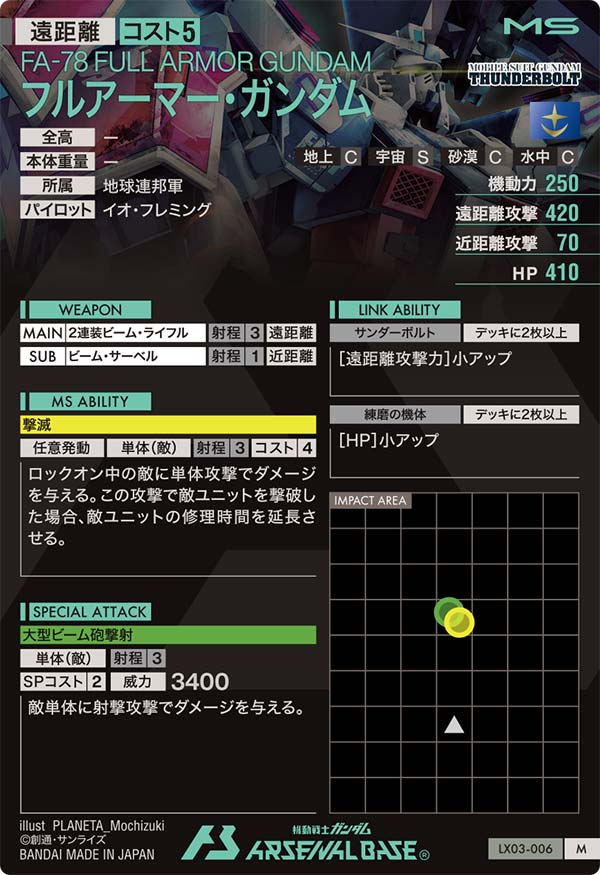 遠距離 コスト5 MS
FA-78 FULL ARMOR GUNDAM
フルアーマー・ガンダム
MOBILE SUIT GUNDAM
THUNDERBOLT
全高 ―
本体重量 ―
所属 地球連邦軍
パイロット イオ・フレミング
地上 C 宇宙 S 砂漠 C 水中 C
機動力 250
遠距離攻撃 420
近距離攻撃 70
HP 410
WEAPON
MAIN 2連装ビーム・ライフル 射程 3 遠距離
SUB ビーム・サーベル 射程 1 近距離
MS ABILITY
撃滅
任意発動 単体(敵) 射程 3 コスト 4
ロックオン中の敵に単体攻撃でダメージ
を与える。この攻撃で敵ユニットを撃破し
た場合、敵ユニットの修理時間を延長さ
せる。
SPECIAL ATTACK
大型ビーム砲撃射
単体(敵) 射程 3
SPコスト 2 威力 3400
敵単体に射撃攻撃でダメージを与える。
LINK ABILITY
サンダーボルト デッキに2枚以上
[遠距離攻撃力]小アップ
練磨の機体 デッキに2枚以上
[HP]小アップ
IMPACT AREA
illust PLANETA_Mochizuki
©創通・サンライズ
BANDAI MADE IN JAPAN
機動戦士ガンダム
AB ARSENAL BASE ®
LX03-006 M